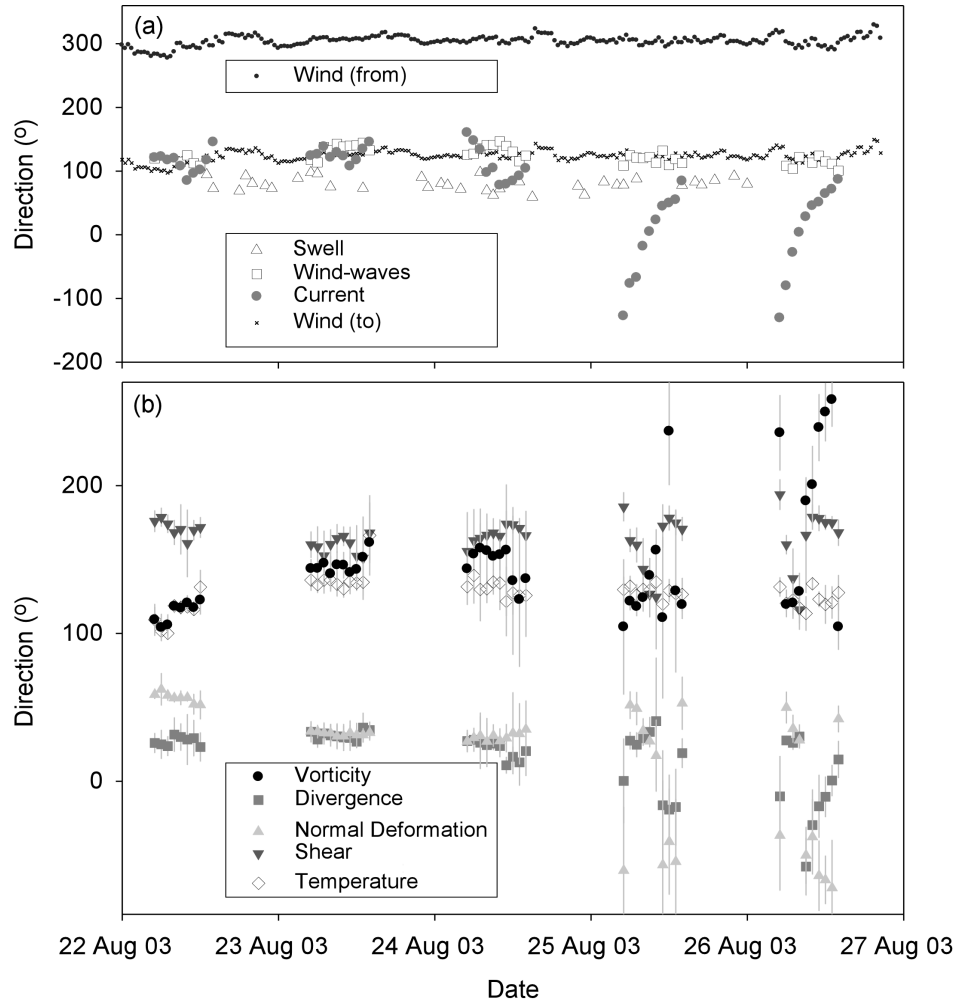 (a)
300
200
100
0
-100
-200
Direction (º)
Wind (from)
Swell
Wind-waves
Current
Wind (to)
(b)
200
100
0
Direction (º)
Vorticity
Divergence
Normal Deformation
Shear
Temperature
22 Aug 03 23 Aug 03 24 Aug 03 25 Aug 03 26 Aug 03 27 Aug 03
Date